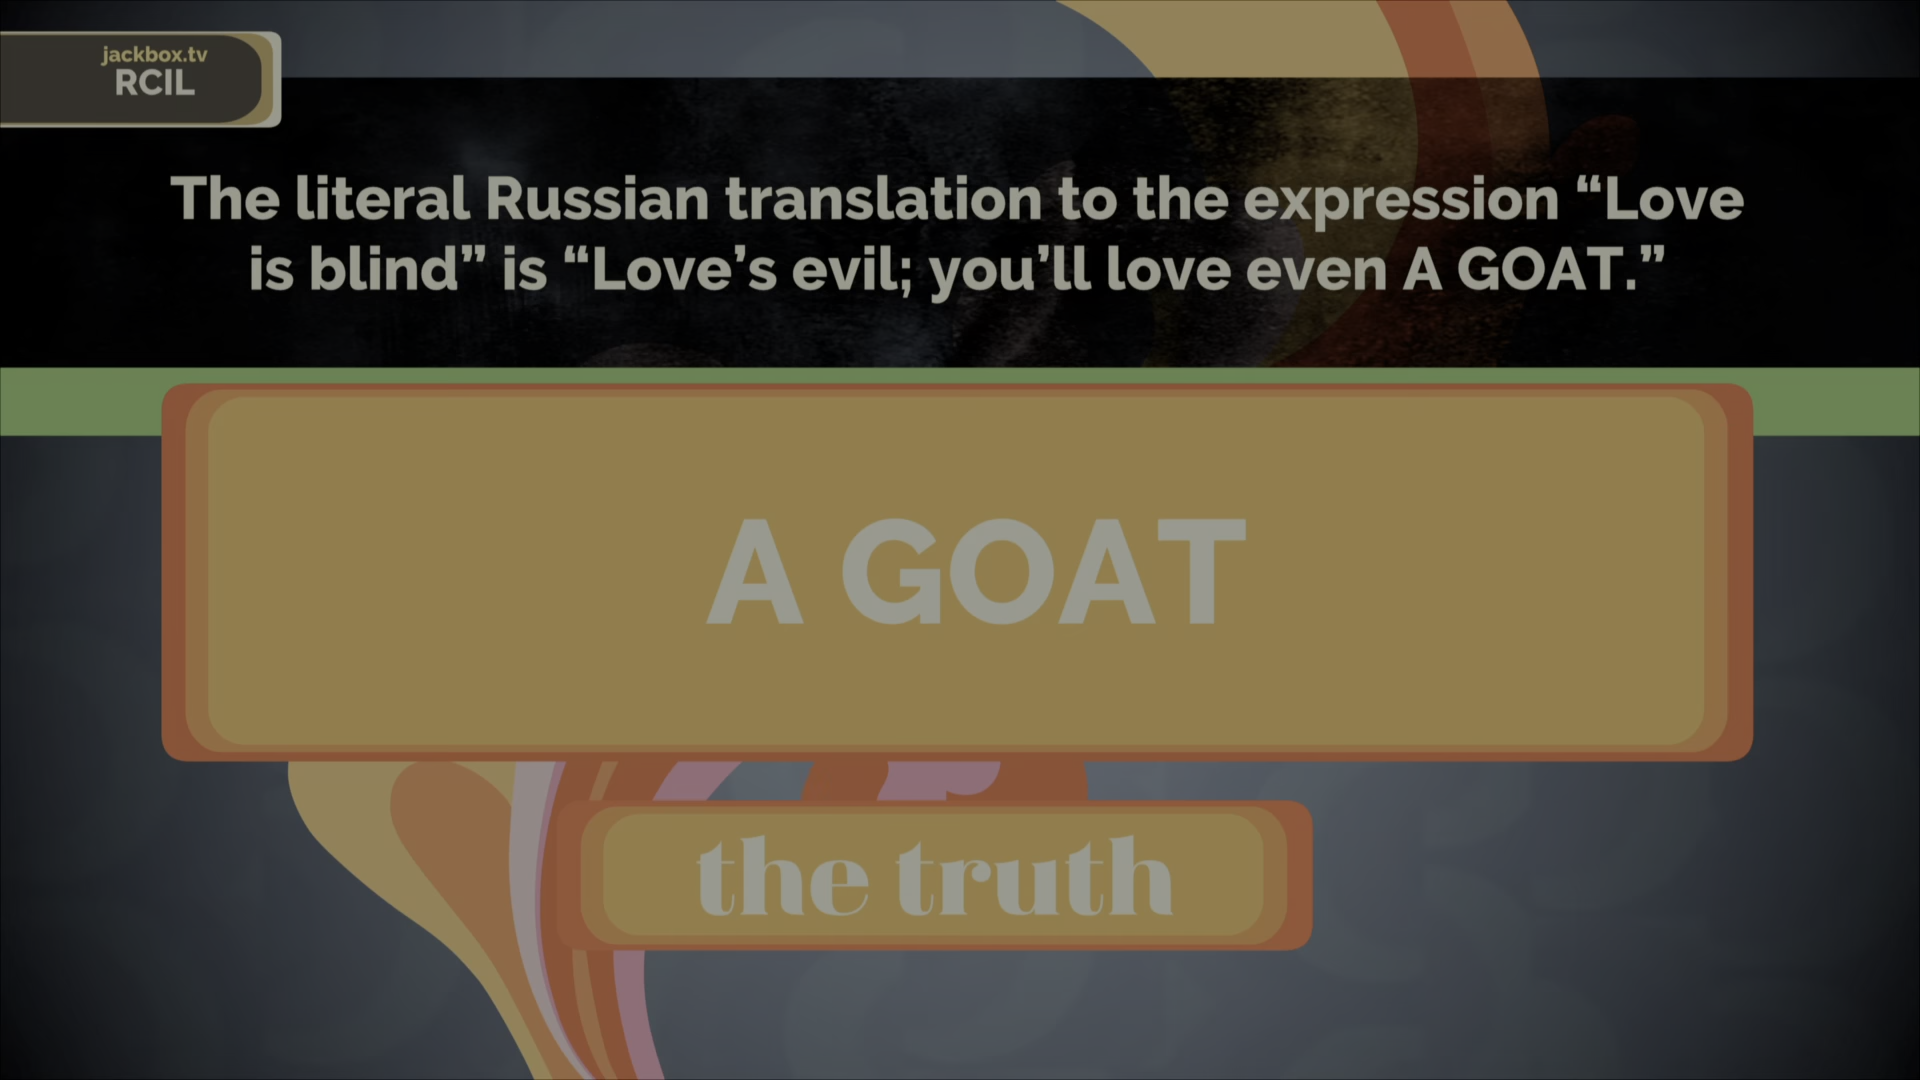 jackbox.tv
RCIL
The literal Russian translation to the expression “Love
is blind” is “Love’s evil; you’ll love even A GOAT.”
A GOAT
the truth